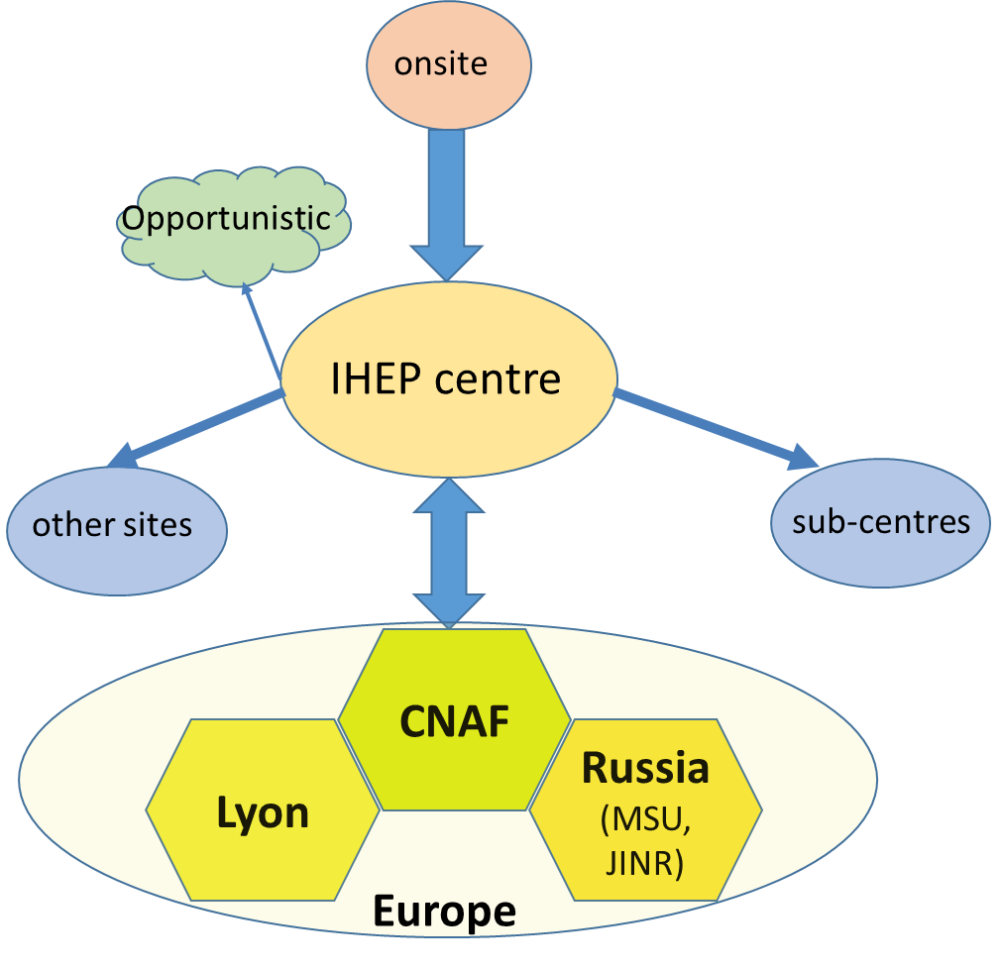 onsite
Opportunistic
IHEP centre
other sites
sub-centres
CNAF
Lyon
Russia
(MSU,
JINR)
Europe